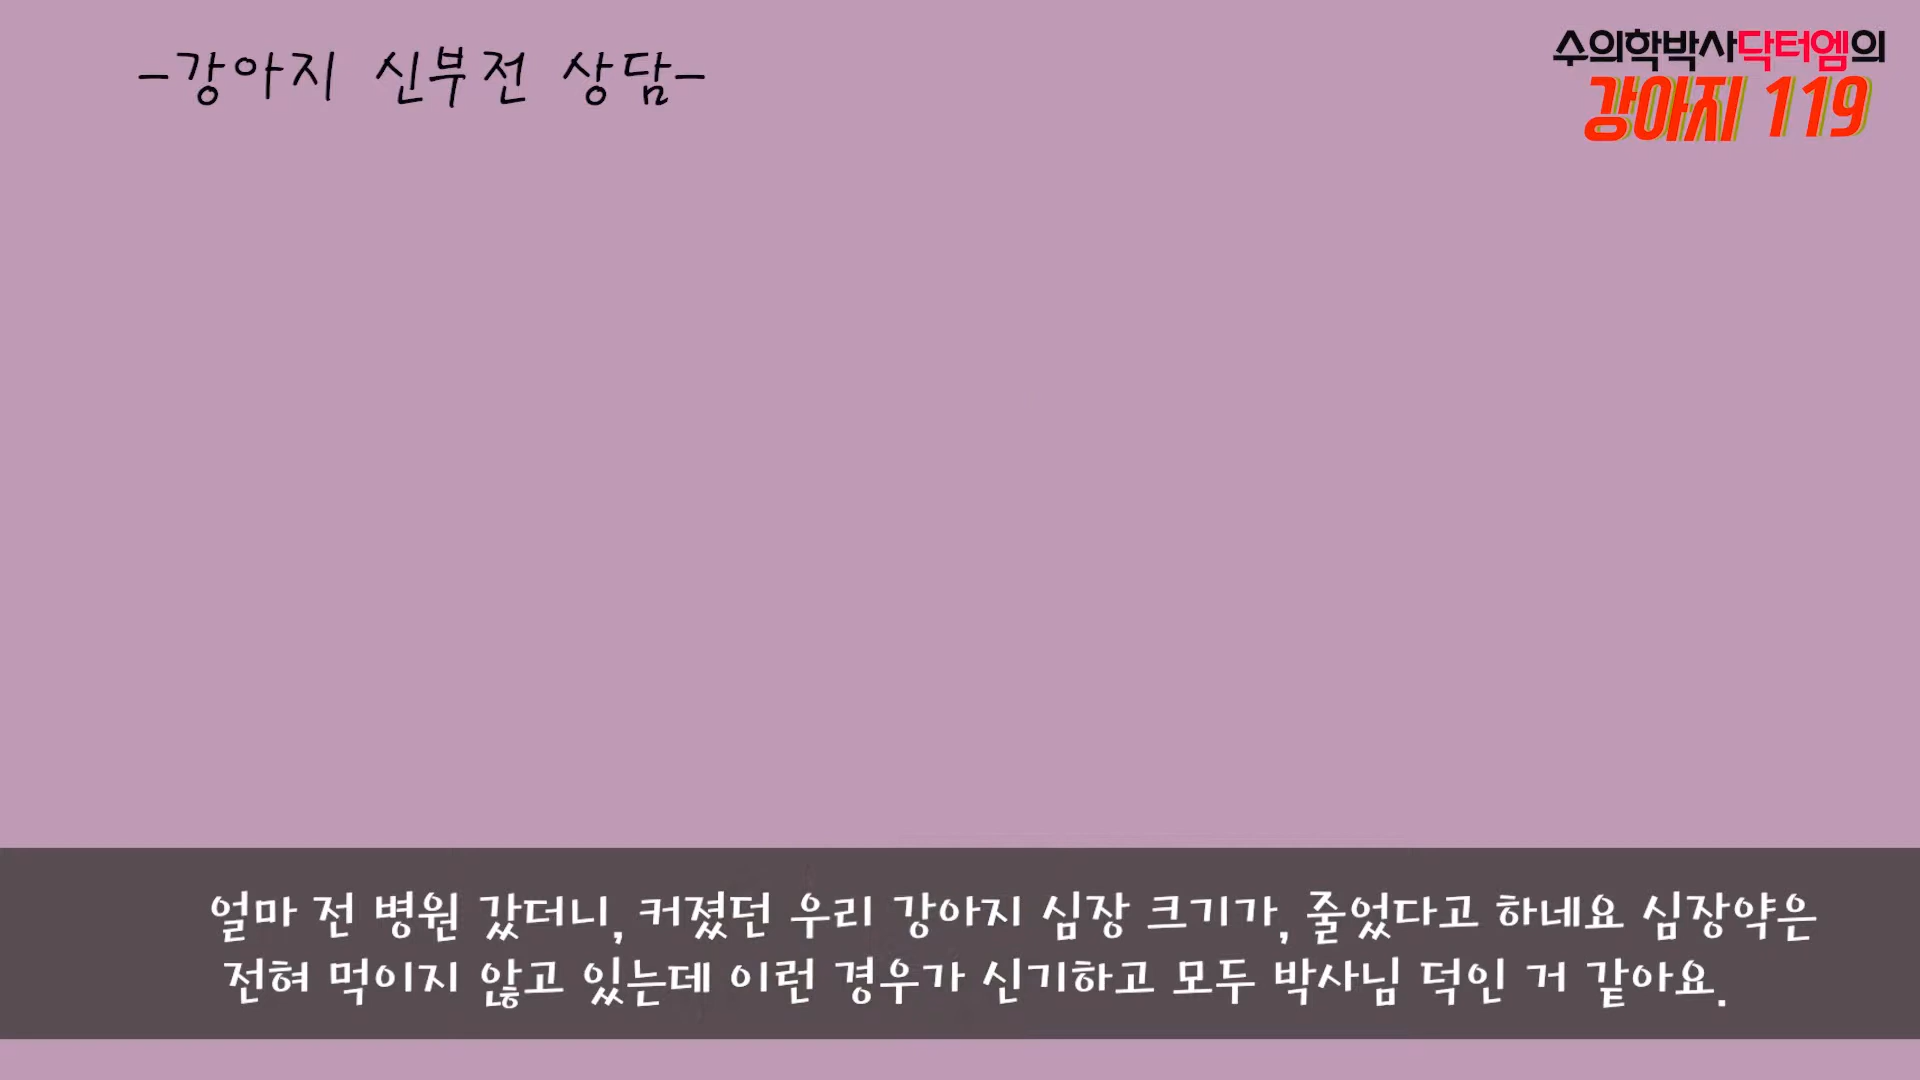 -강아지 신부전 상담-
수의학박사닥터엠의
강아지 119
얼마 전 병원 갔더니, 커졌던 우리 강아지 심장 크기가, 줄었다고 하네요 심장약은
전혀 먹이지 않고 있는데 이런 경우가 신기하고 모두 박사님 덕인 거 같아요.